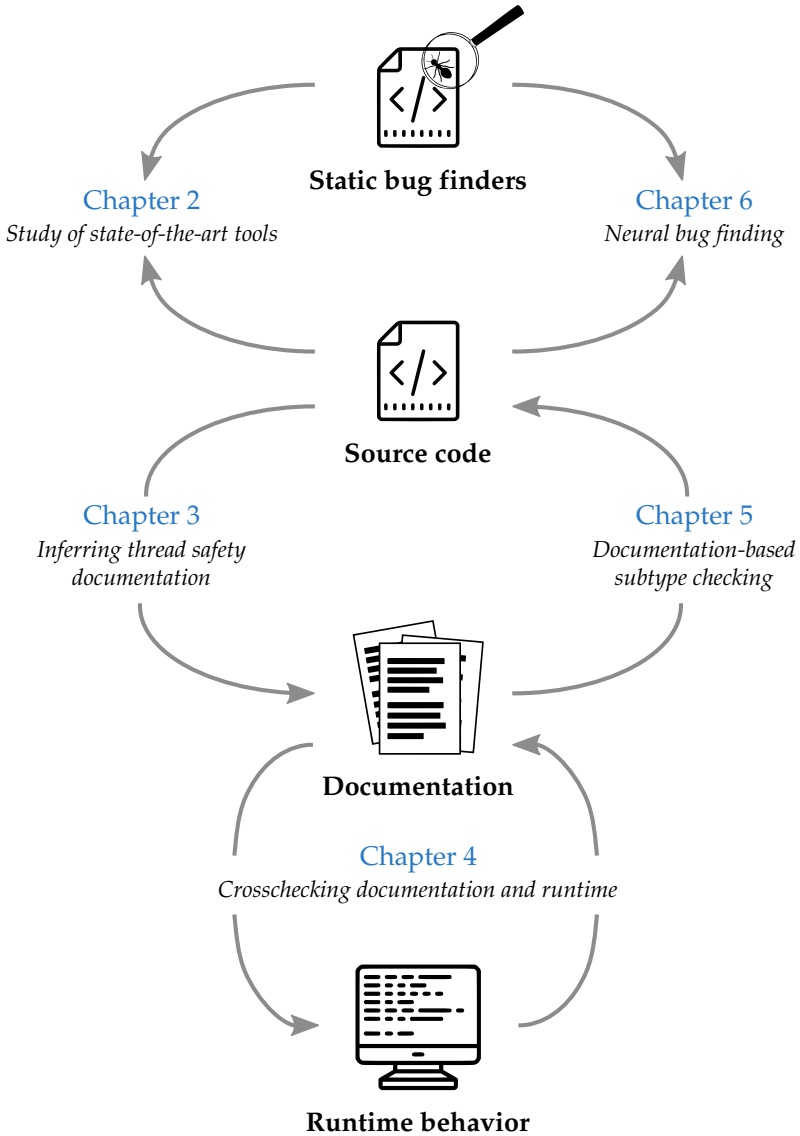 Static bug finders
Chapter 2
Study of state-of-the-art tools
Chapter 6
Neural bug finding
Source code
Chapter 3
Inferring thread safety
documentation
Chapter 5
Documentation-based
subtype checking
Documentation
Chapter 4
Crosschecking documentation and runtime
Runtime behavior